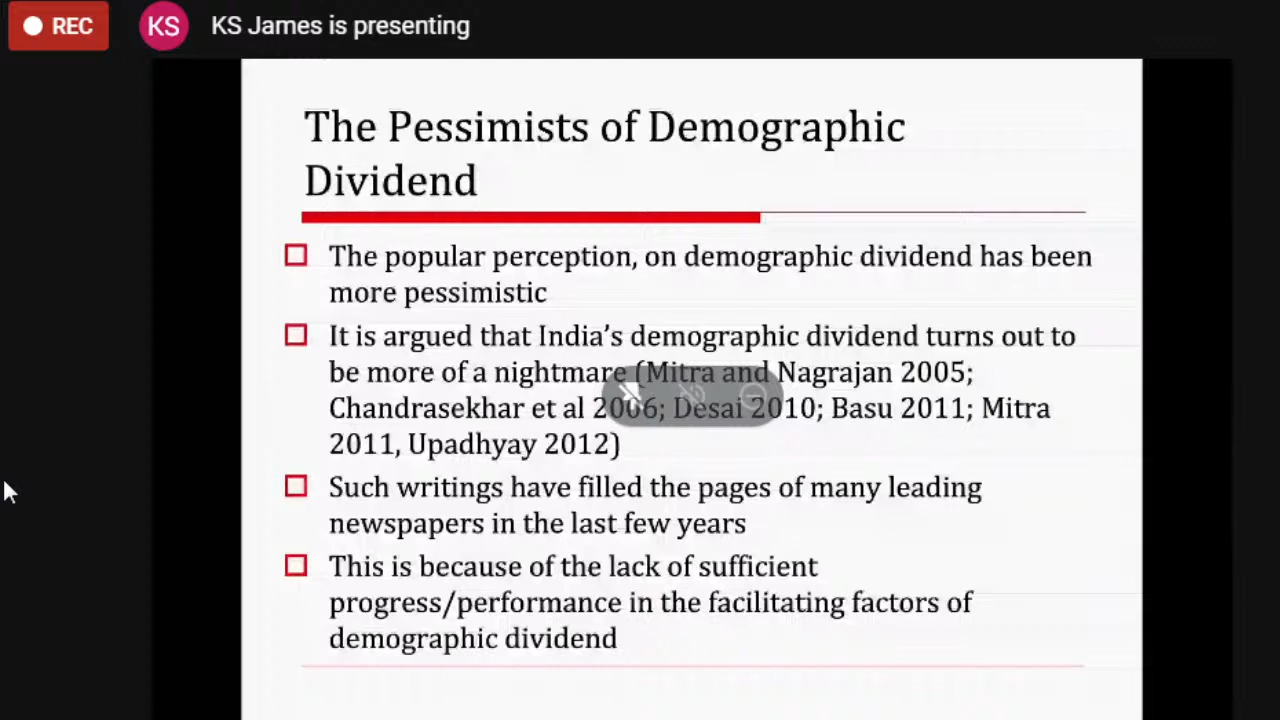 REC
KS
KS James is presenting
The Pessimists of Demographic
Dividend
The popular perception, on demographic dividend has been
more pessimistic
It is argued that India’s demographic dividend turns out to
be more of a nightmare (Mitra and Nagrajan 2005;
Chandrasekhar et al 2006; Desai 2010; Basu 2011; Mitra
2011, Upadhyay 2012)
Such writings have filled the pages of many leading
newspapers in the last few years
This is because of the lack of sufficient
progress/performance in the facilitating factors of
demographic dividend